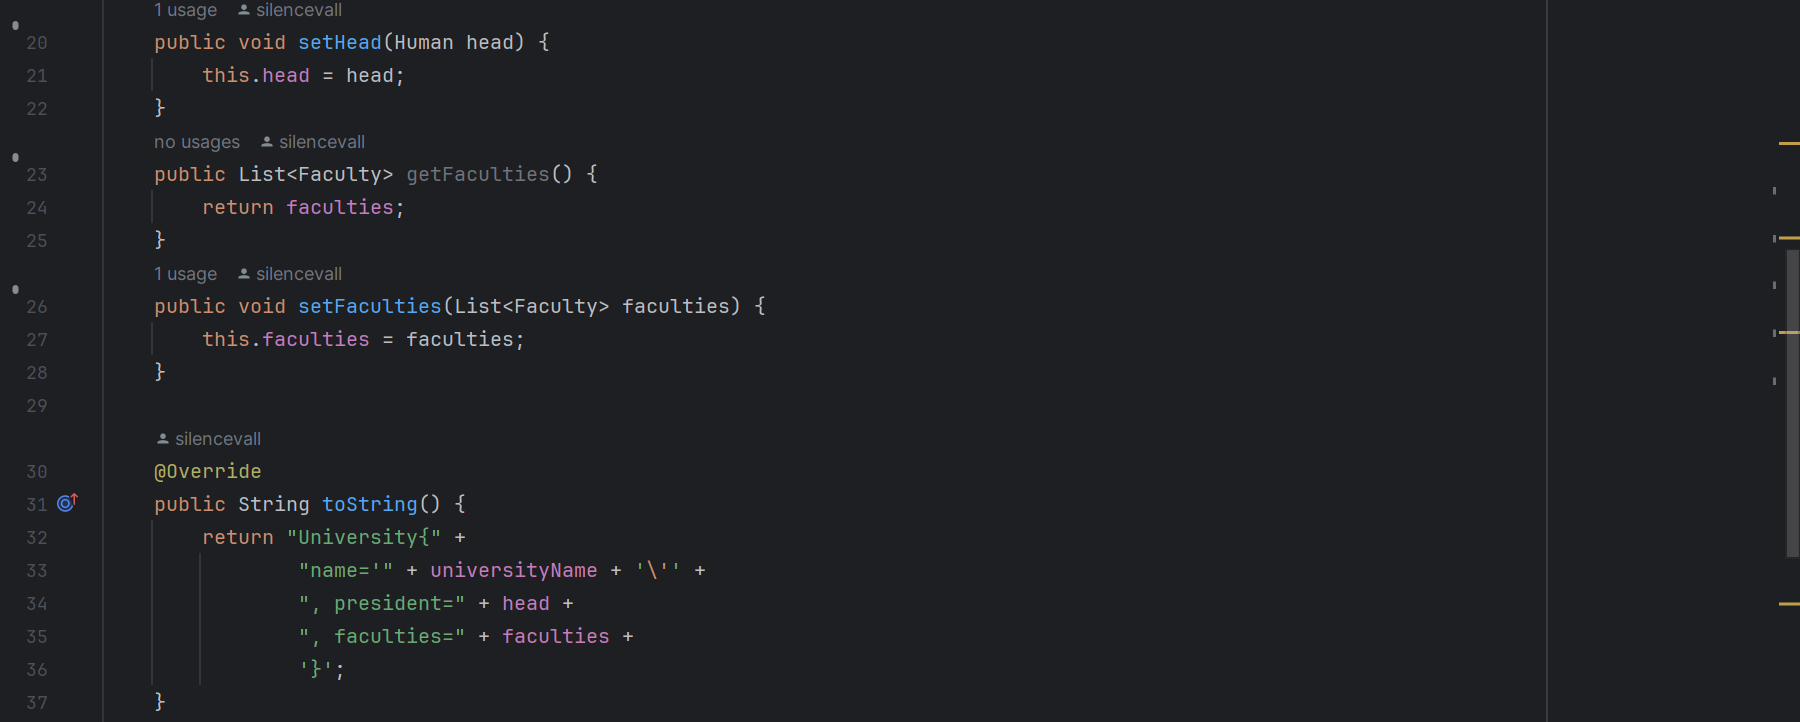 1 usage silencevall
20 public void setHead(Human head) {
21 this.head = head;
22 }
no usages silencevall
23 public List<Faculty> getFaculties() {
24 return faculties;
25 }
1 usage silencevall
26 public void setFaculties(List<Faculty> faculties) {
27 this.faculties = faculties;
28 }
29
silencevall
30 @Override
31 public String toString() {
32 return "University{" +
33 "name='" + universityName + '\'' +
34 ", president=" + head +
35 ", faculties=" + faculties +
36 '}';
37 }